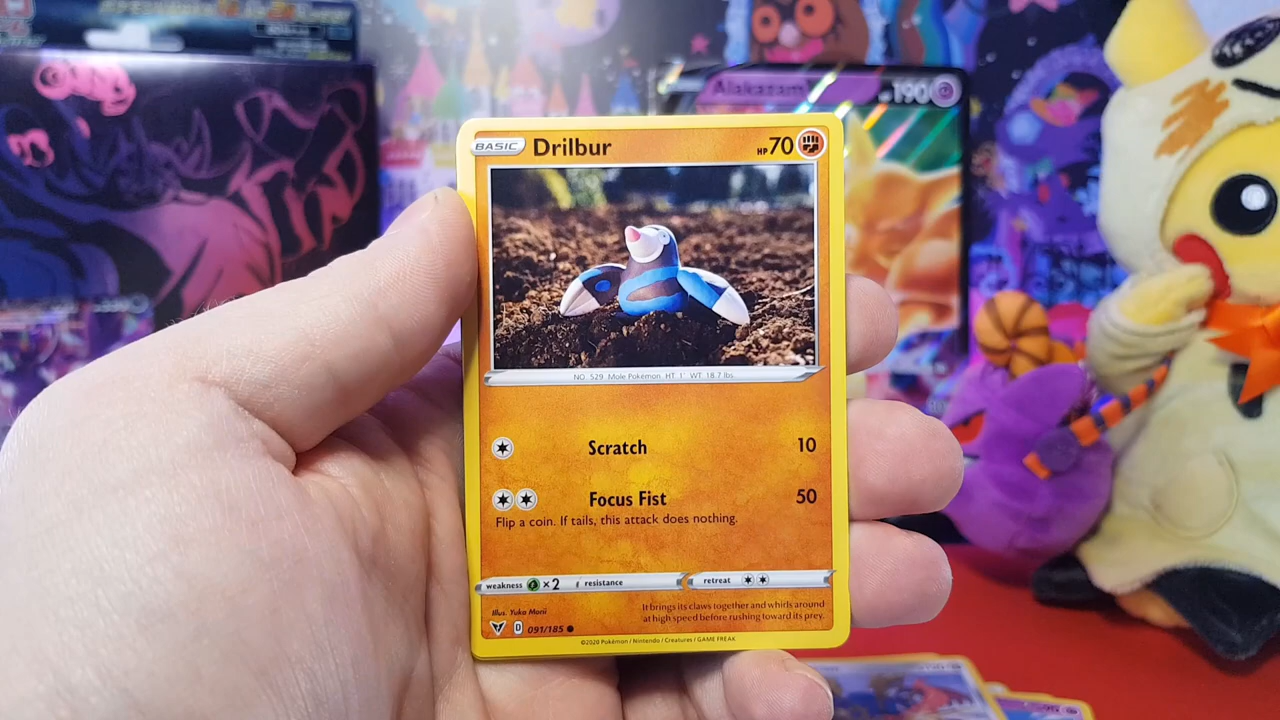 Alakazam V 190
BASIC Drilbur HP 70
NO. 529 Mole Pokémon HT 1' WT 18.7 lbs.
Scratch 10
Focus Fist 50
Flip a coin. If tails, this attack does nothing.
weakness ×2 resistance retreat
Illus. Yuka Morii
It brings its claws together and whirls around
at high speed before rushing toward its prey.
D 091/185
©2020 Pokémon / Nintendo / Creatures / GAME FREAK